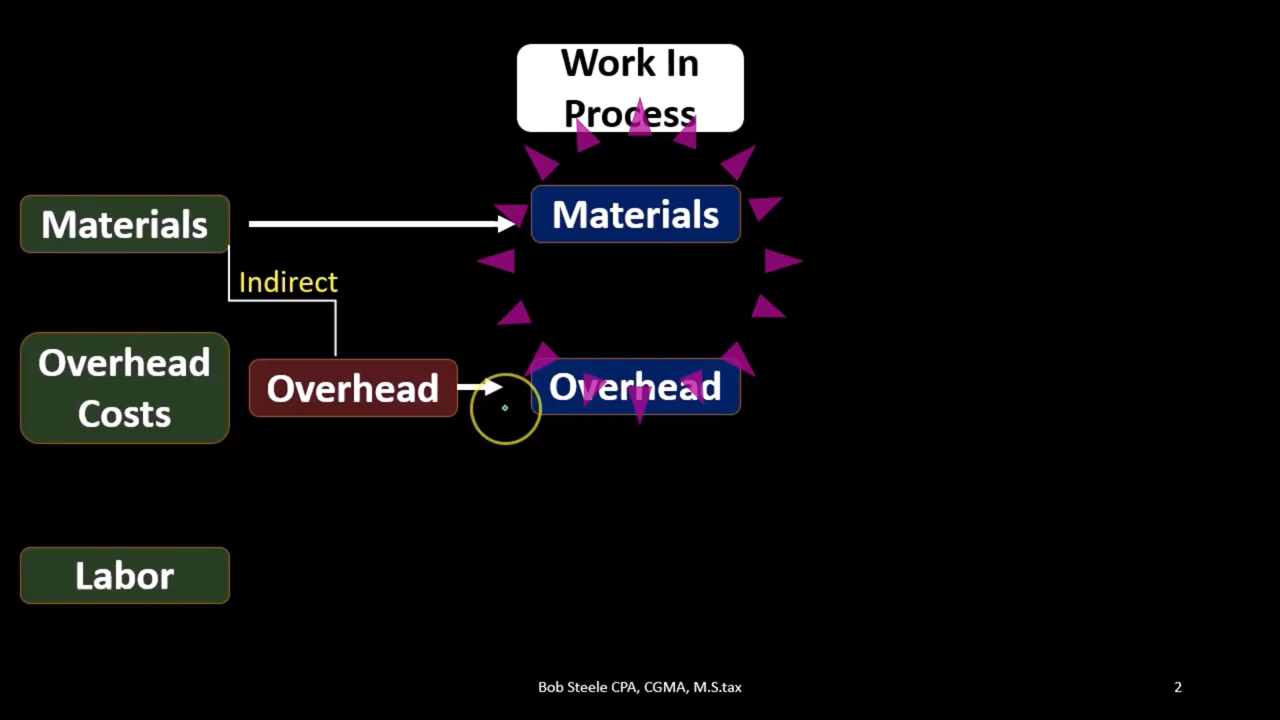 Work In
Process
Materials
Materials
Indirect
Overhead
Costs
Overhead
Overhead
Labor
Bob Steele CPA, CGMA, M.S.tax
2